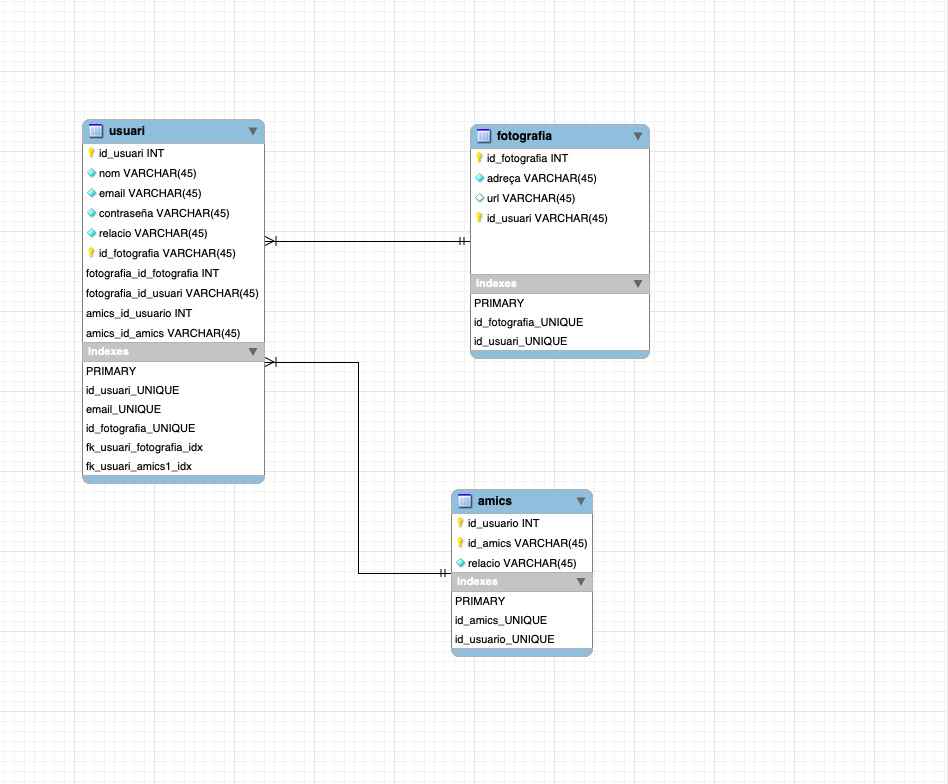 usuari
id_usuari INT
nom VARCHAR(45)
email VARCHAR(45)
contraseña VARCHAR(45)
relacio VARCHAR(45)
id_fotografia VARCHAR(45)
fotografia_id_fotografia INT
fotografia_id_usuari VARCHAR(45)
amics_id_usuario INT
amics_id_amics VARCHAR(45)
Indexes
PRIMARY
id_usuari_UNIQUE
email_UNIQUE
id_fotografia_UNIQUE
fk_usuari_fotografia_idx
fk_usuari_amics1_idx
fotografia
id_fotografia INT
adreça VARCHAR(45)
url VARCHAR(45)
id_usuari VARCHAR(45)
Indexes
PRIMARY
id_fotografia_UNIQUE
id_usuari_UNIQUE
amics
id_usuario INT
id_amics VARCHAR(45)
relacio VARCHAR(45)
Indexes
PRIMARY
id_amics_UNIQUE
id_usuario_UNIQUE